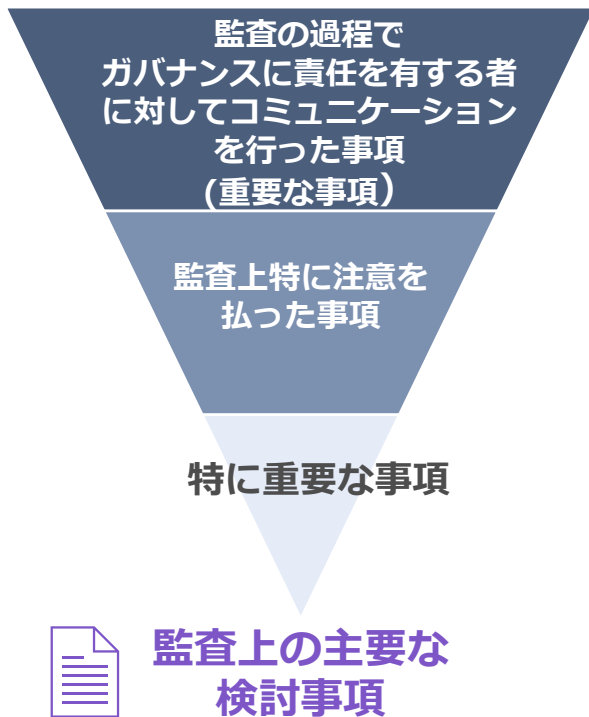 監査の過程で
ガバナンスに責任を有する者
に対してコミュニケーション
を行った事項
(重要な事項）
監査上特に注意を
払った事項
特に重要な事項
監査上の主要な
検討事項